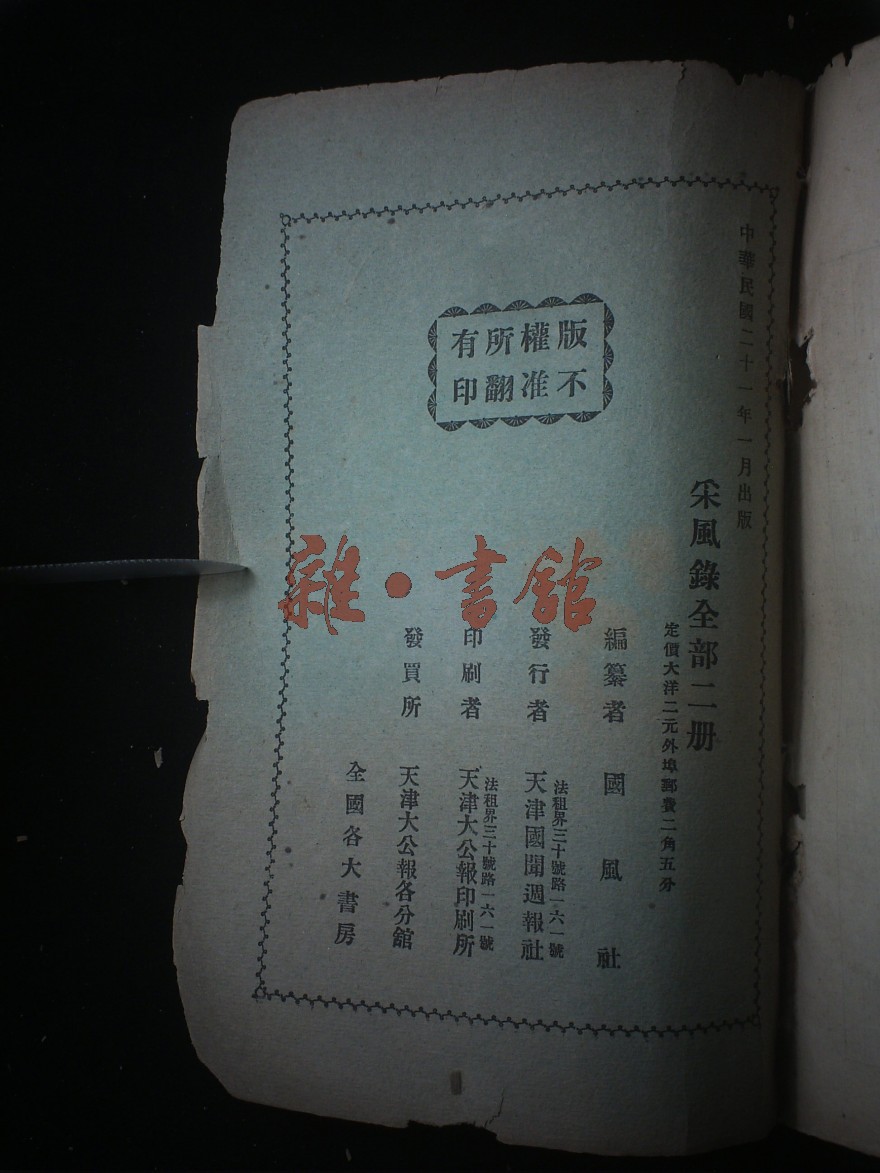 中華民國二十一年一月出版
采風錄全部二册
定價大洋二元外埠郵費二角五分
版權所有
不准翻印
編纂者 國風社
發行者 法租界三十號路一六一號
天津國聞週報社
印刷者 法租界三十號路一六一號
天津大公報印刷所
發買所 天津大公報各分館
全國各大書房
雜·書館